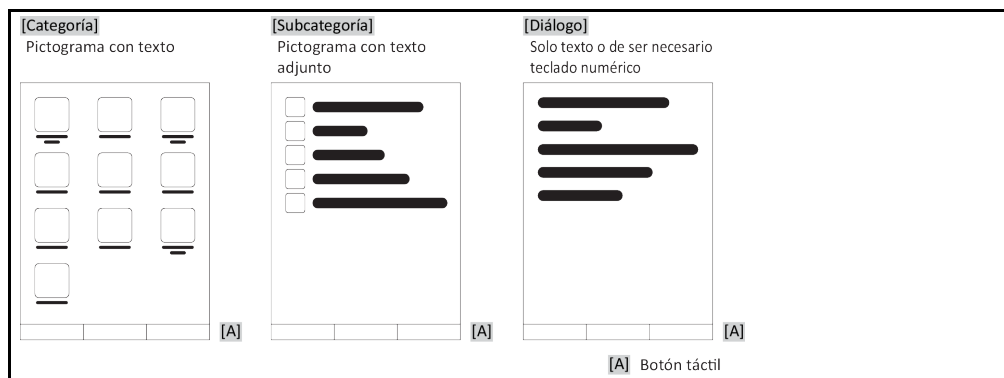 [Categoría]
Pictograma con texto
[Subcategoría]
Pictograma con texto
adjunto
[Diálogo]
Solo texto o de ser necesario
teclado numérico
[A]
[A]
[A]
[A] Botón táctil